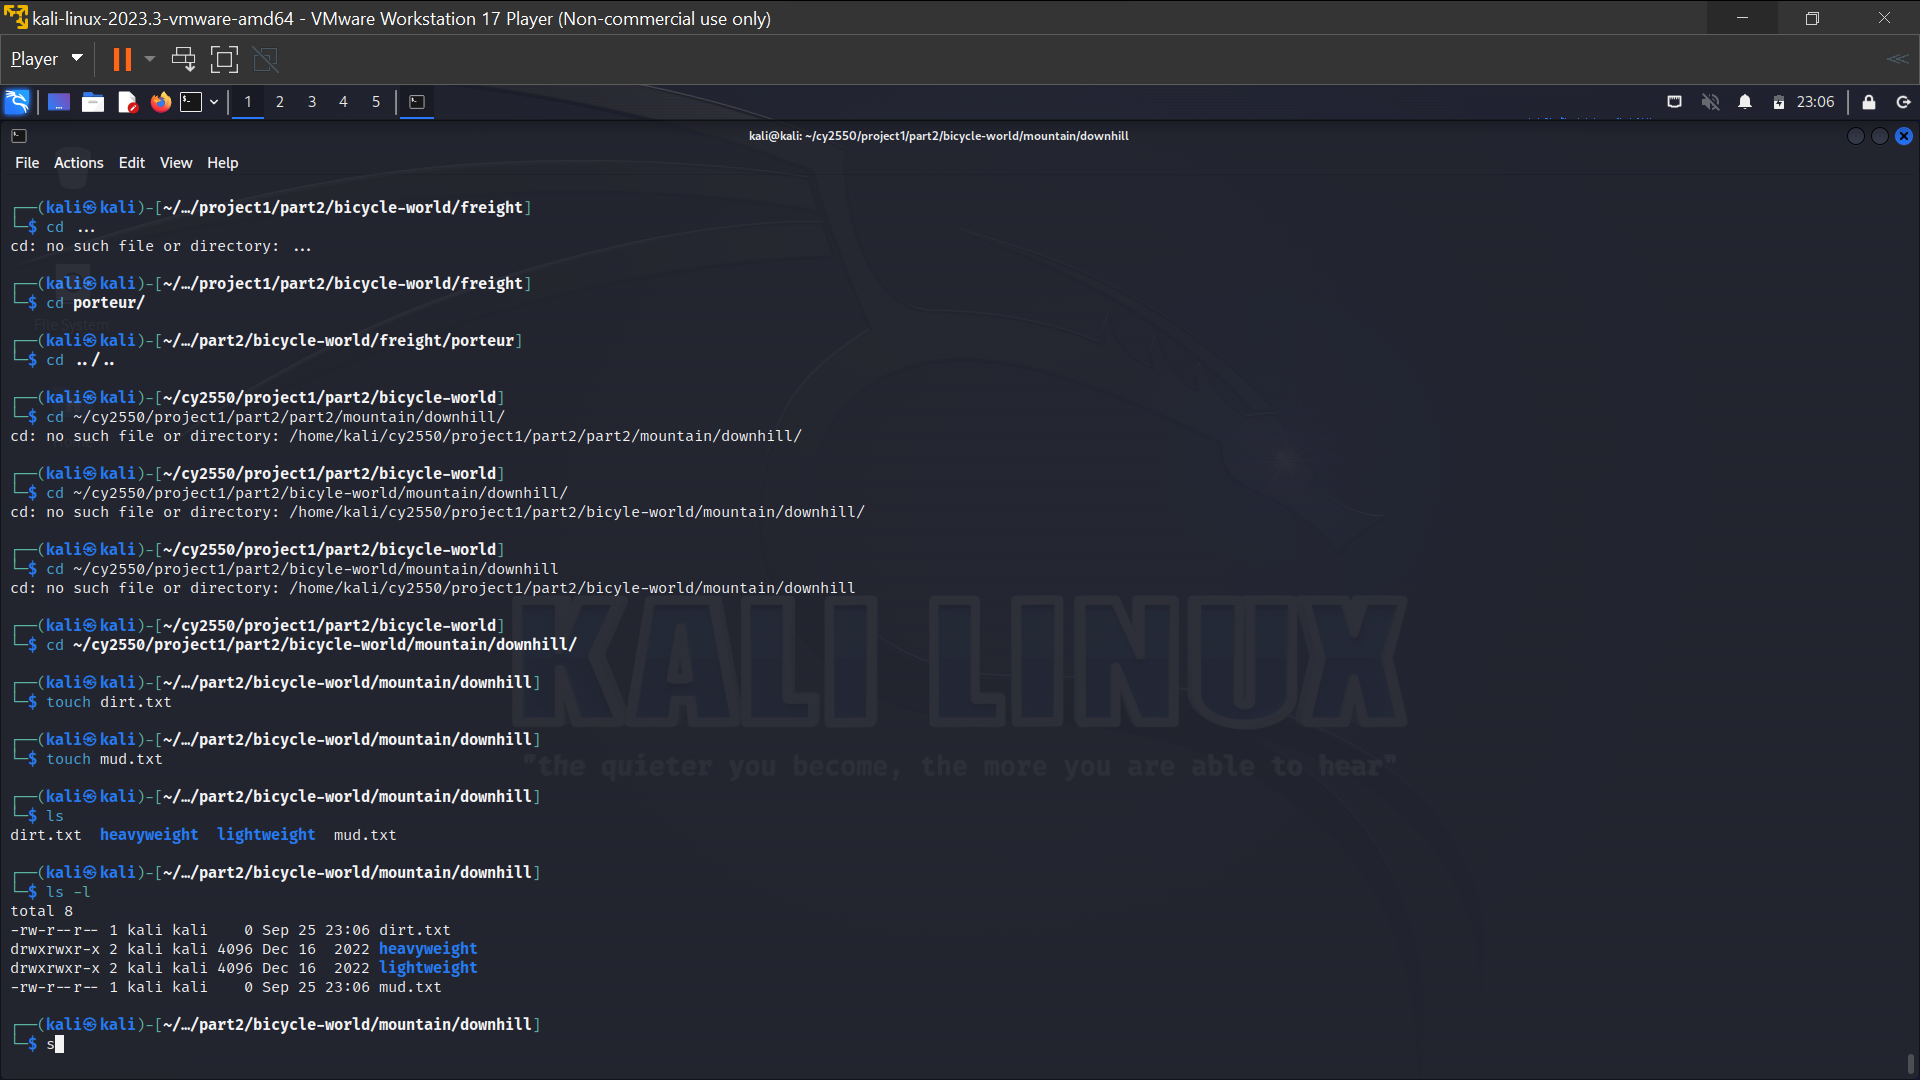 kali-linux-2023.3-vmware-amd64 - VMware Workstation 17 Player (Non-commercial use only)
Player
1 2 3 4 5 23:06
kali@kali: ~/cy2550/project1/part2/bicycle-world/mountain/downhill
File Actions Edit View Help
┌──(kali㉿kali)-[~/…/project1/part2/bicycle-world/freight]
└─$ cd ...
cd: no such file or directory: ...
┌──(kali㉿kali)-[~/…/project1/part2/bicycle-world/freight]
└─$ cd porteur/
File System
┌──(kali㉿kali)-[~/…/part2/bicycle-world/freight/porteur]
└─$ cd ../..
┌──(kali㉿kali)-[~/cy2550/project1/part2/bicycle-world]
└─$ cd ~/cy2550/project1/part2/part2/mountain/downhill/
cd: no such file or directory: /home/kali/cy2550/project1/part2/part2/mountain/downhill/
┌──(kali㉿kali)-[~/cy2550/project1/part2/bicycle-world]
└─$ cd ~/cy2550/project1/part2/bicyle-world/mountain/downhill/
cd: no such file or directory: /home/kali/cy2550/project1/part2/bicyle-world/mountain/downhill/
┌──(kali㉿kali)-[~/cy2550/project1/part2/bicycle-world]
└─$ cd ~/cy2550/project1/part2/bicyle-world/mountain/downhill
cd: no such file or directory: /home/kali/cy2550/project1/part2/bicyle-world/mountain/downhill
┌──(kali㉿kali)-[~/cy2550/project1/part2/bicycle-world]
└─$ cd ~/cy2550/project1/part2/bicycle-world/mountain/downhill/
KALI LINUX
┌──(kali㉿kali)-[~/…/part2/bicycle-world/mountain/downhill]
└─$ touch dirt.txt
┌──(kali㉿kali)-[~/…/part2/bicycle-world/mountain/downhill]
└─$ touch mud.txt
"the quieter you become, the more you are able to hear"
┌──(kali㉿kali)-[~/…/part2/bicycle-world/mountain/downhill]
└─$ ls
dirt.txt heavyweight lightweight mud.txt
┌──(kali㉿kali)-[~/…/part2/bicycle-world/mountain/downhill]
└─$ ls -l
total 8
-rw-r--r-- 1 kali kali 0 Sep 25 23:06 dirt.txt
drwxrwxr-x 2 kali kali 4096 Dec 16 2022 heavyweight
drwxrwxr-x 2 kali kali 4096 Dec 16 2022 lightweight
-rw-r--r-- 1 kali kali 0 Sep 25 23:06 mud.txt
┌──(kali㉿kali)-[~/…/part2/bicycle-world/mountain/downhill]
└─$ s